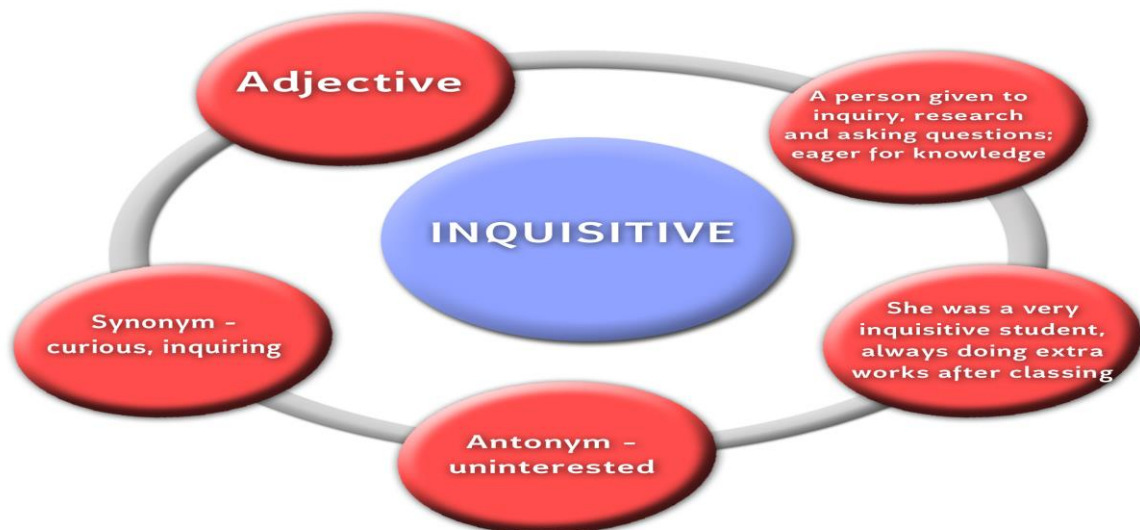 Adjective
A person given to
inquiry, research
and asking questions;
eager for knowledge
INQUISITIVE
Synonym -
curious, inquiring
She was a very
inquisitive student,
always doing extra
works after classing
Antonym -
uninterested